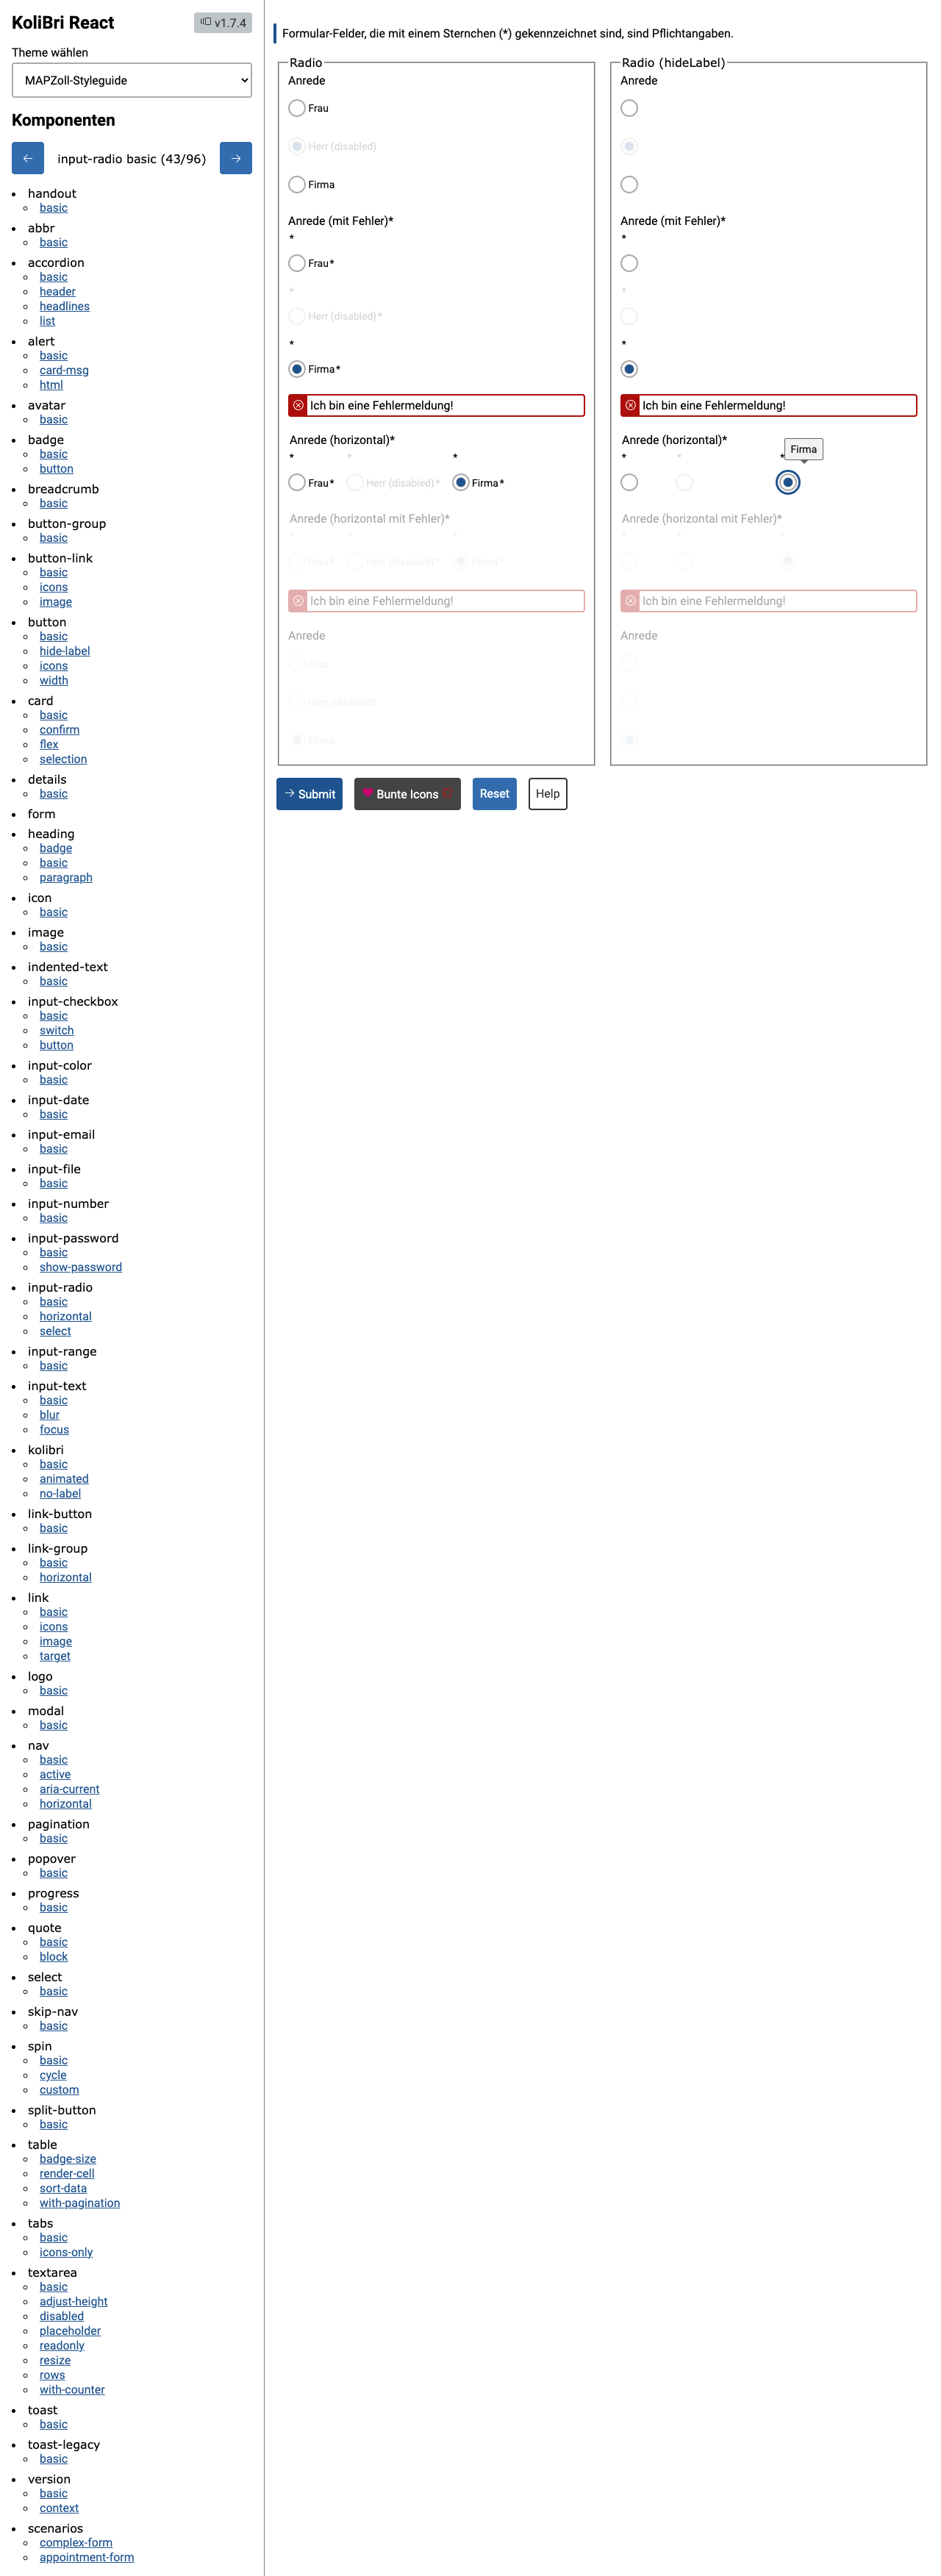 KoliBri React
v1.7.4
Theme wählen
MAPZoll-Styleguide
Komponenten
← input-radio basic (43/96) →
handout
basic
abbr
basic
accordion
basic
header
headlines
list
alert
basic
card-msg
html
avatar
basic
badge
basic
button
breadcrumb
basic
button-group
basic
button-link
basic
icons
image
button
basic
hide-label
icons
width
card
basic
confirm
flex
selection
details
basic
form
heading
badge
basic
paragraph
icon
basic
image
basic
indented-text
basic
input-checkbox
basic
switch
button
input-color
basic
input-date
basic
input-email
basic
input-file
basic
input-number
basic
input-password
basic
show-password
input-radio
basic
horizontal
select
input-range
basic
input-text
basic
blur
focus
kolibri
basic
animated
no-label
link-button
basic
link-group
basic
horizontal
link
basic
icons
image
target
logo
basic
modal
basic
nav
basic
active
aria-current
horizontal
pagination
basic
popover
basic
progress
basic
quote
basic
block
select
basic
skip-nav
basic
spin
basic
cycle
custom
split-button
basic
table
badge-size
render-cell
sort-data
with-pagination
tabs
basic
icons-only
textarea
basic
adjust-height
disabled
placeholder
readonly
resize
rows
with-counter
toast
basic
toast-legacy
basic
version
basic
context
scenarios
complex-form
appointment-form
Formular-Felder, die mit einem Sternchen (*) gekennzeichnet sind, sind Pflichtangaben.
Radio
Anrede
Frau
Herr (disabled)
Firma
Anrede (mit Fehler)*
*
Frau*
*
Herr (disabled)*
*
Firma*
Ich bin eine Fehlermeldung!
Anrede (horizontal)*
* * *
Frau* Herr (disabled)* Firma*
Anrede (horizontal mit Fehler)*
* * *
Frau* Herr (disabled)* Firma*
Ich bin eine Fehlermeldung!
Anrede
Frau
Herr (disabled)
Firma
Radio (hideLabel)
Anrede
Anrede (mit Fehler)*
*
*
*
Ich bin eine Fehlermeldung!
Anrede (horizontal)*
Firma
* * *
Anrede (horizontal mit Fehler)*
* * *
Ich bin eine Fehlermeldung!
Anrede
→ Submit
Bunte Icons
Reset
Help